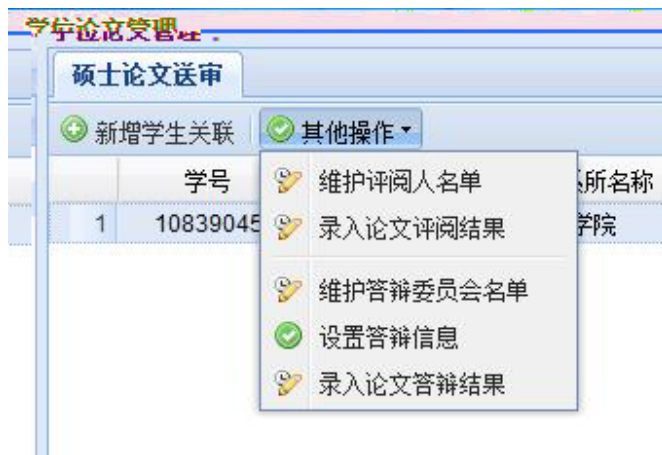 学位论文管理
硕士论文送审
新增学生关联 其他操作
学号 所名称
1 10839045 学院
维护评阅人名单
录入论文评阅结果
维护答辩委员会名单
设置答辩信息
录入论文答辩结果